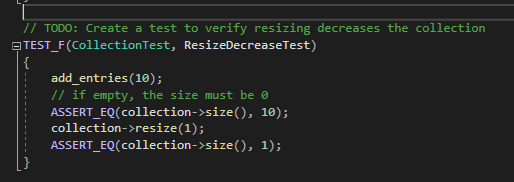 // TODO: Create a test to verify resizing decreases the collection
TEST_F(CollectionTest, ResizeDecreaseTest)
{
add_entries(10);
// if empty, the size must be 0
ASSERT_EQ(collection->size(), 10);
collection->resize(1);
ASSERT_EQ(collection->size(), 1);
}